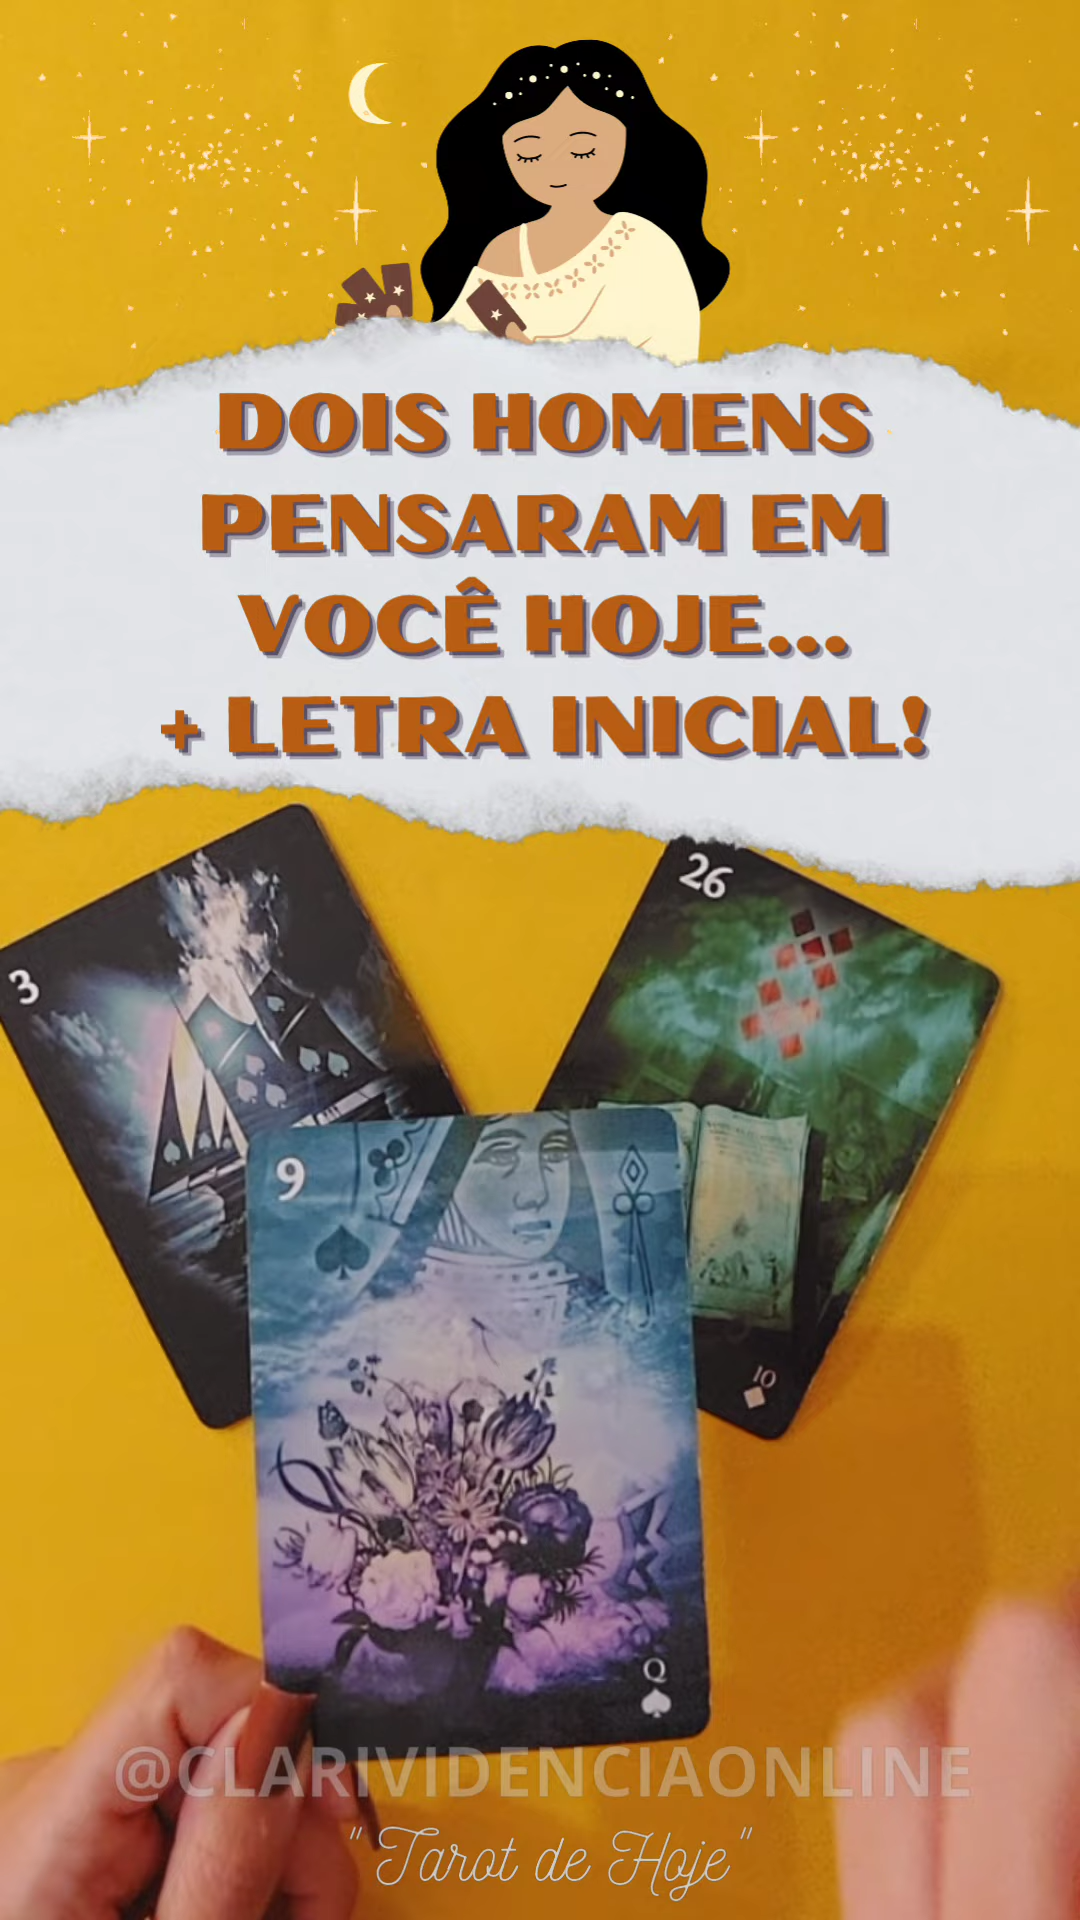 DOIS HOMENS
PENSARAM EM
VOCÊ HOJE...
+ LETRA INICIAL!
3
26
9
10
Q
@CLARIVIDENCIAONLINE
"Tarot de Hoje"